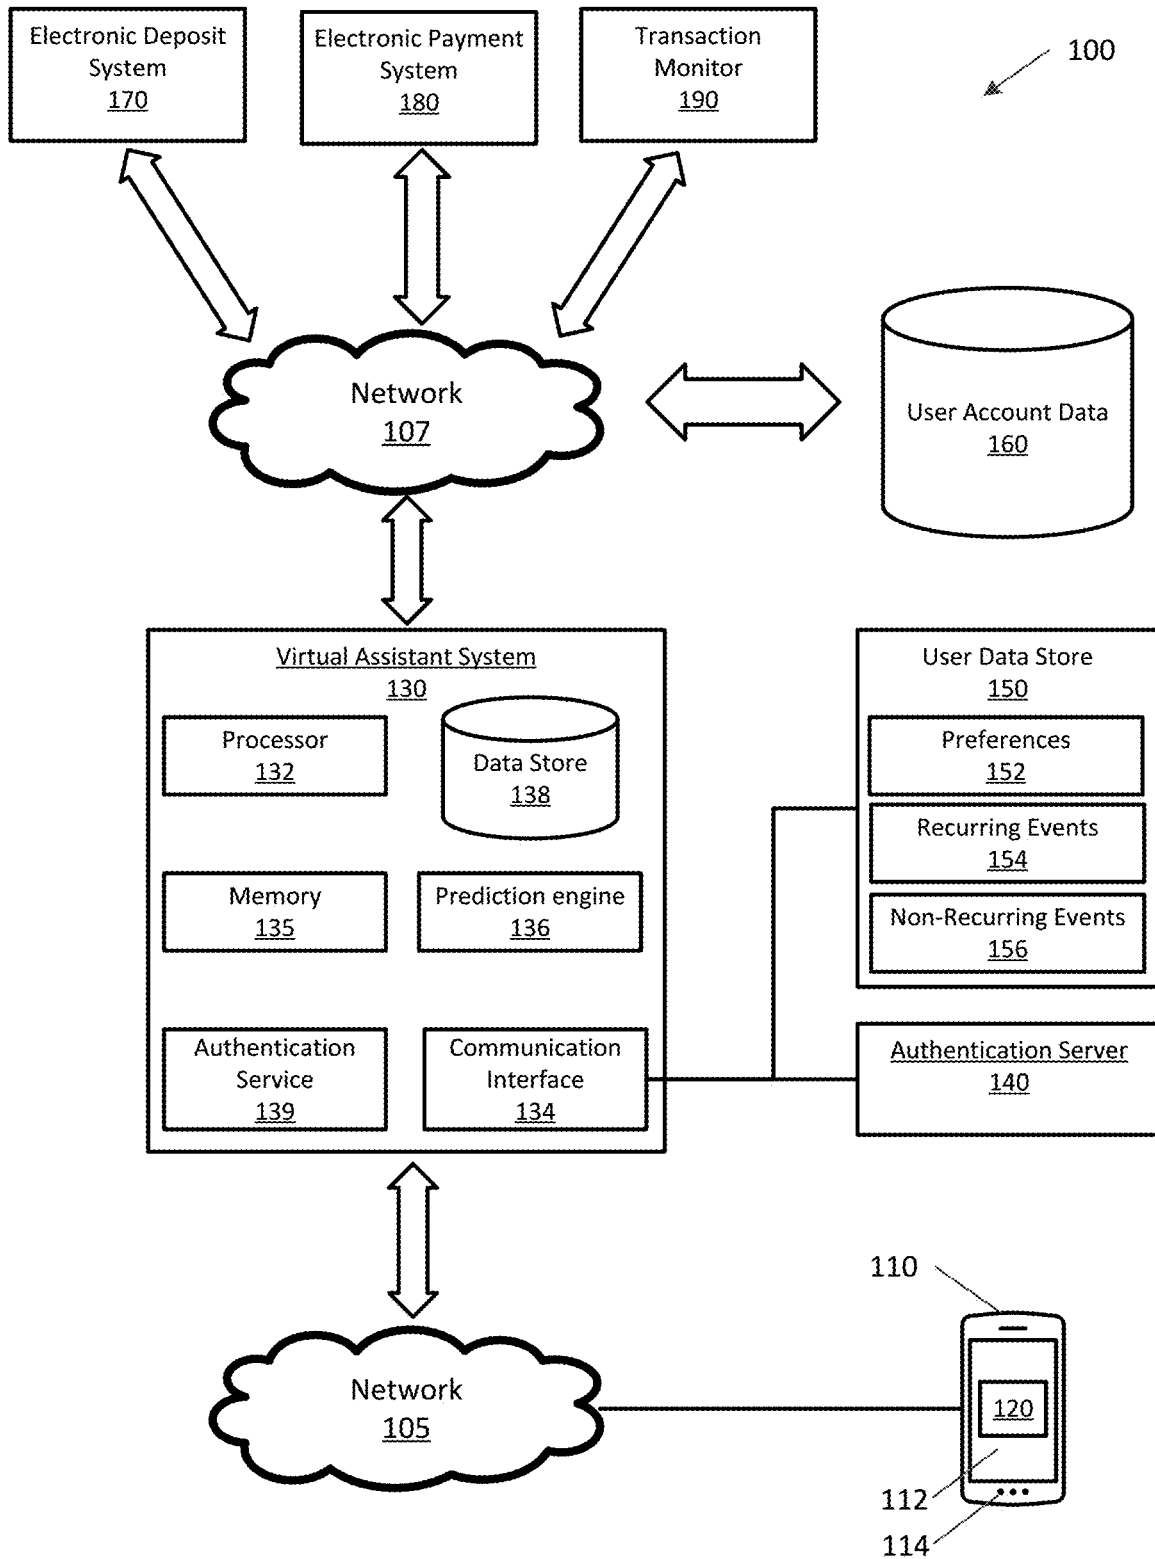 Electronic Deposit
System
170
Electronic Payment
System
180
Transaction
Monitor
190
100
Network
107
User Account Data
160
Virtual Assistant System
130
Processor
132
Data Store
138
Memory
135
Prediction engine
136
Authentication
Service
139
Communication
Interface
134
User Data Store
150
Preferences
152
Recurring Events
154
Non-Recurring Events
156
Authentication Server
140
Network
105
110
120
112
114